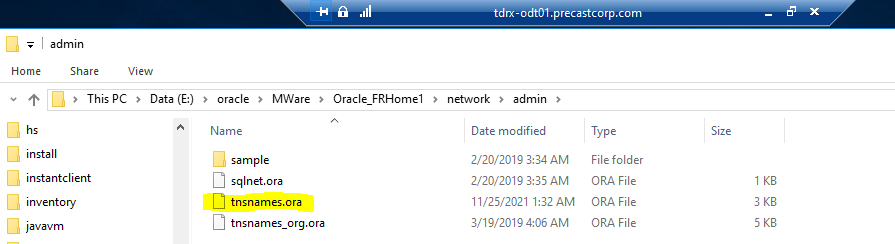 tdrx-odt01.precastcorp.com
admin
Home Share View
This PC > Data (E:) > oracle > MWare > Oracle_FRHome1 > network > admin >
Name Date modified Type Size
hs
install
instantclient
inventory
javavm
sample 2/20/2019 3:34 AM File folder
sqlnet.ora 2/20/2019 3:35 AM ORA File 1 KB
tnsnames.ora 11/25/2021 1:32 AM ORA File 3 KB
tnsnames_org.ora 3/19/2019 4:06 AM ORA File 5 KB